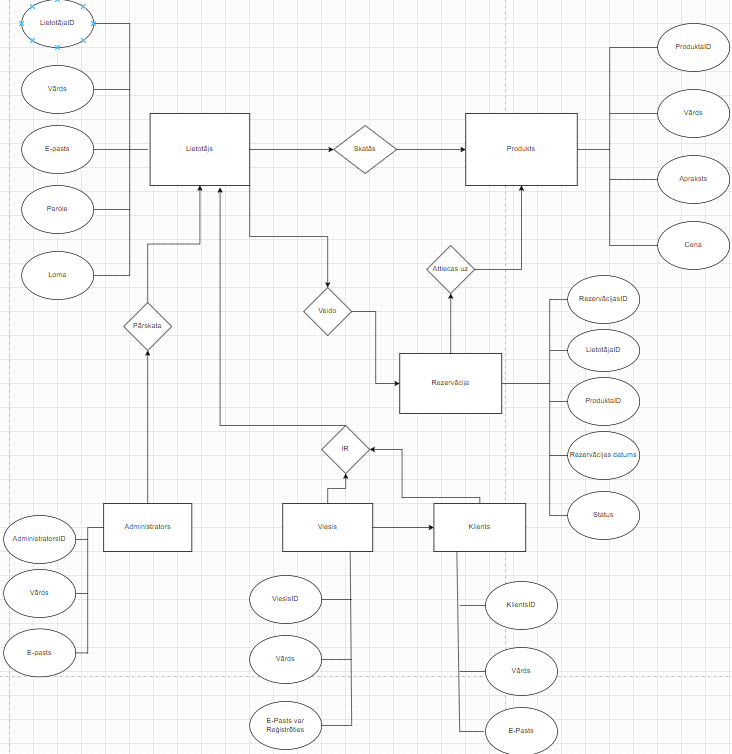 LietotājaID
Vārds
E-pasts
Parole
Loma
Lietotājs
Skatās
Produkts
ProduktaID
Vārds
Apraksts
Cena
Pārskata
Veido
Attiecas uz
Rezervācija
RezervācijasID
LietotājaID
ProduktaID
Rezervācijas datums
Status
IR
Administrators
Viesis
Klients
AdministratorsID
Vārds
E-pasts
ViesisID
Vārds
E-Pasts var
Reģistrēties
KlientsID
Vārds
E-Pasts